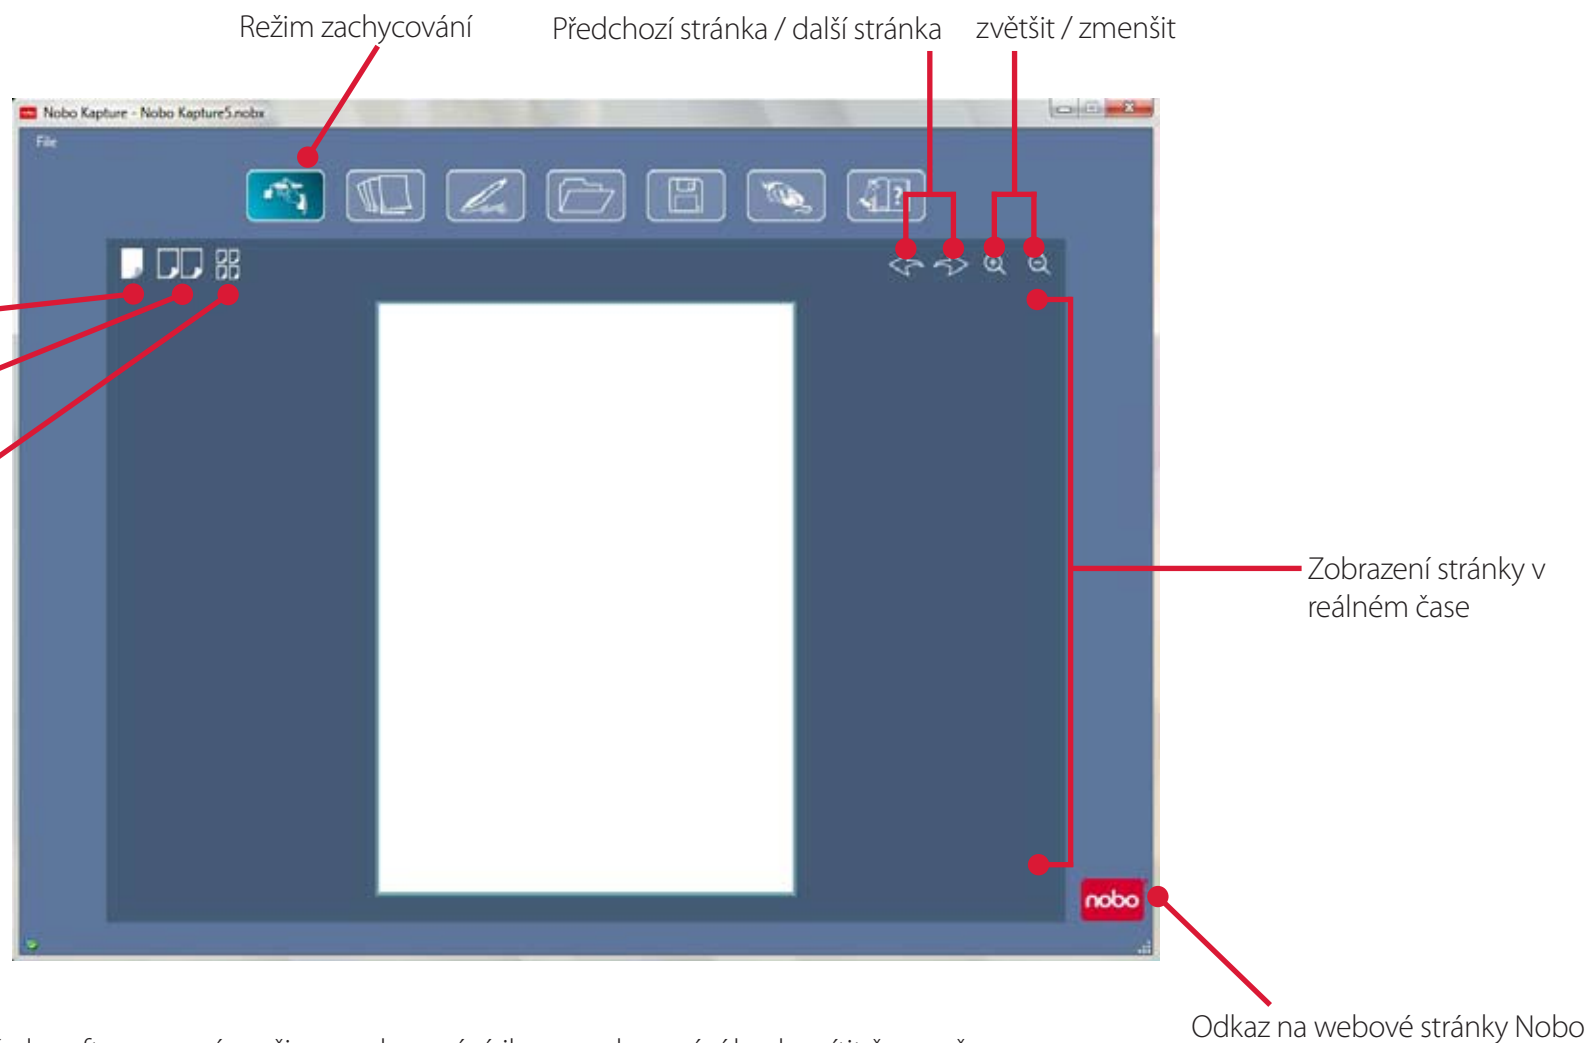 Režim zachycování
Předchozí stránka / další stránka
zvětšit / zmenšit
Nobo Kapture - Nobo Kapture5.nobx
File
?
Zobrazení stránky v
reálném čase
nobo
Odkaz na webové stránky Nobo